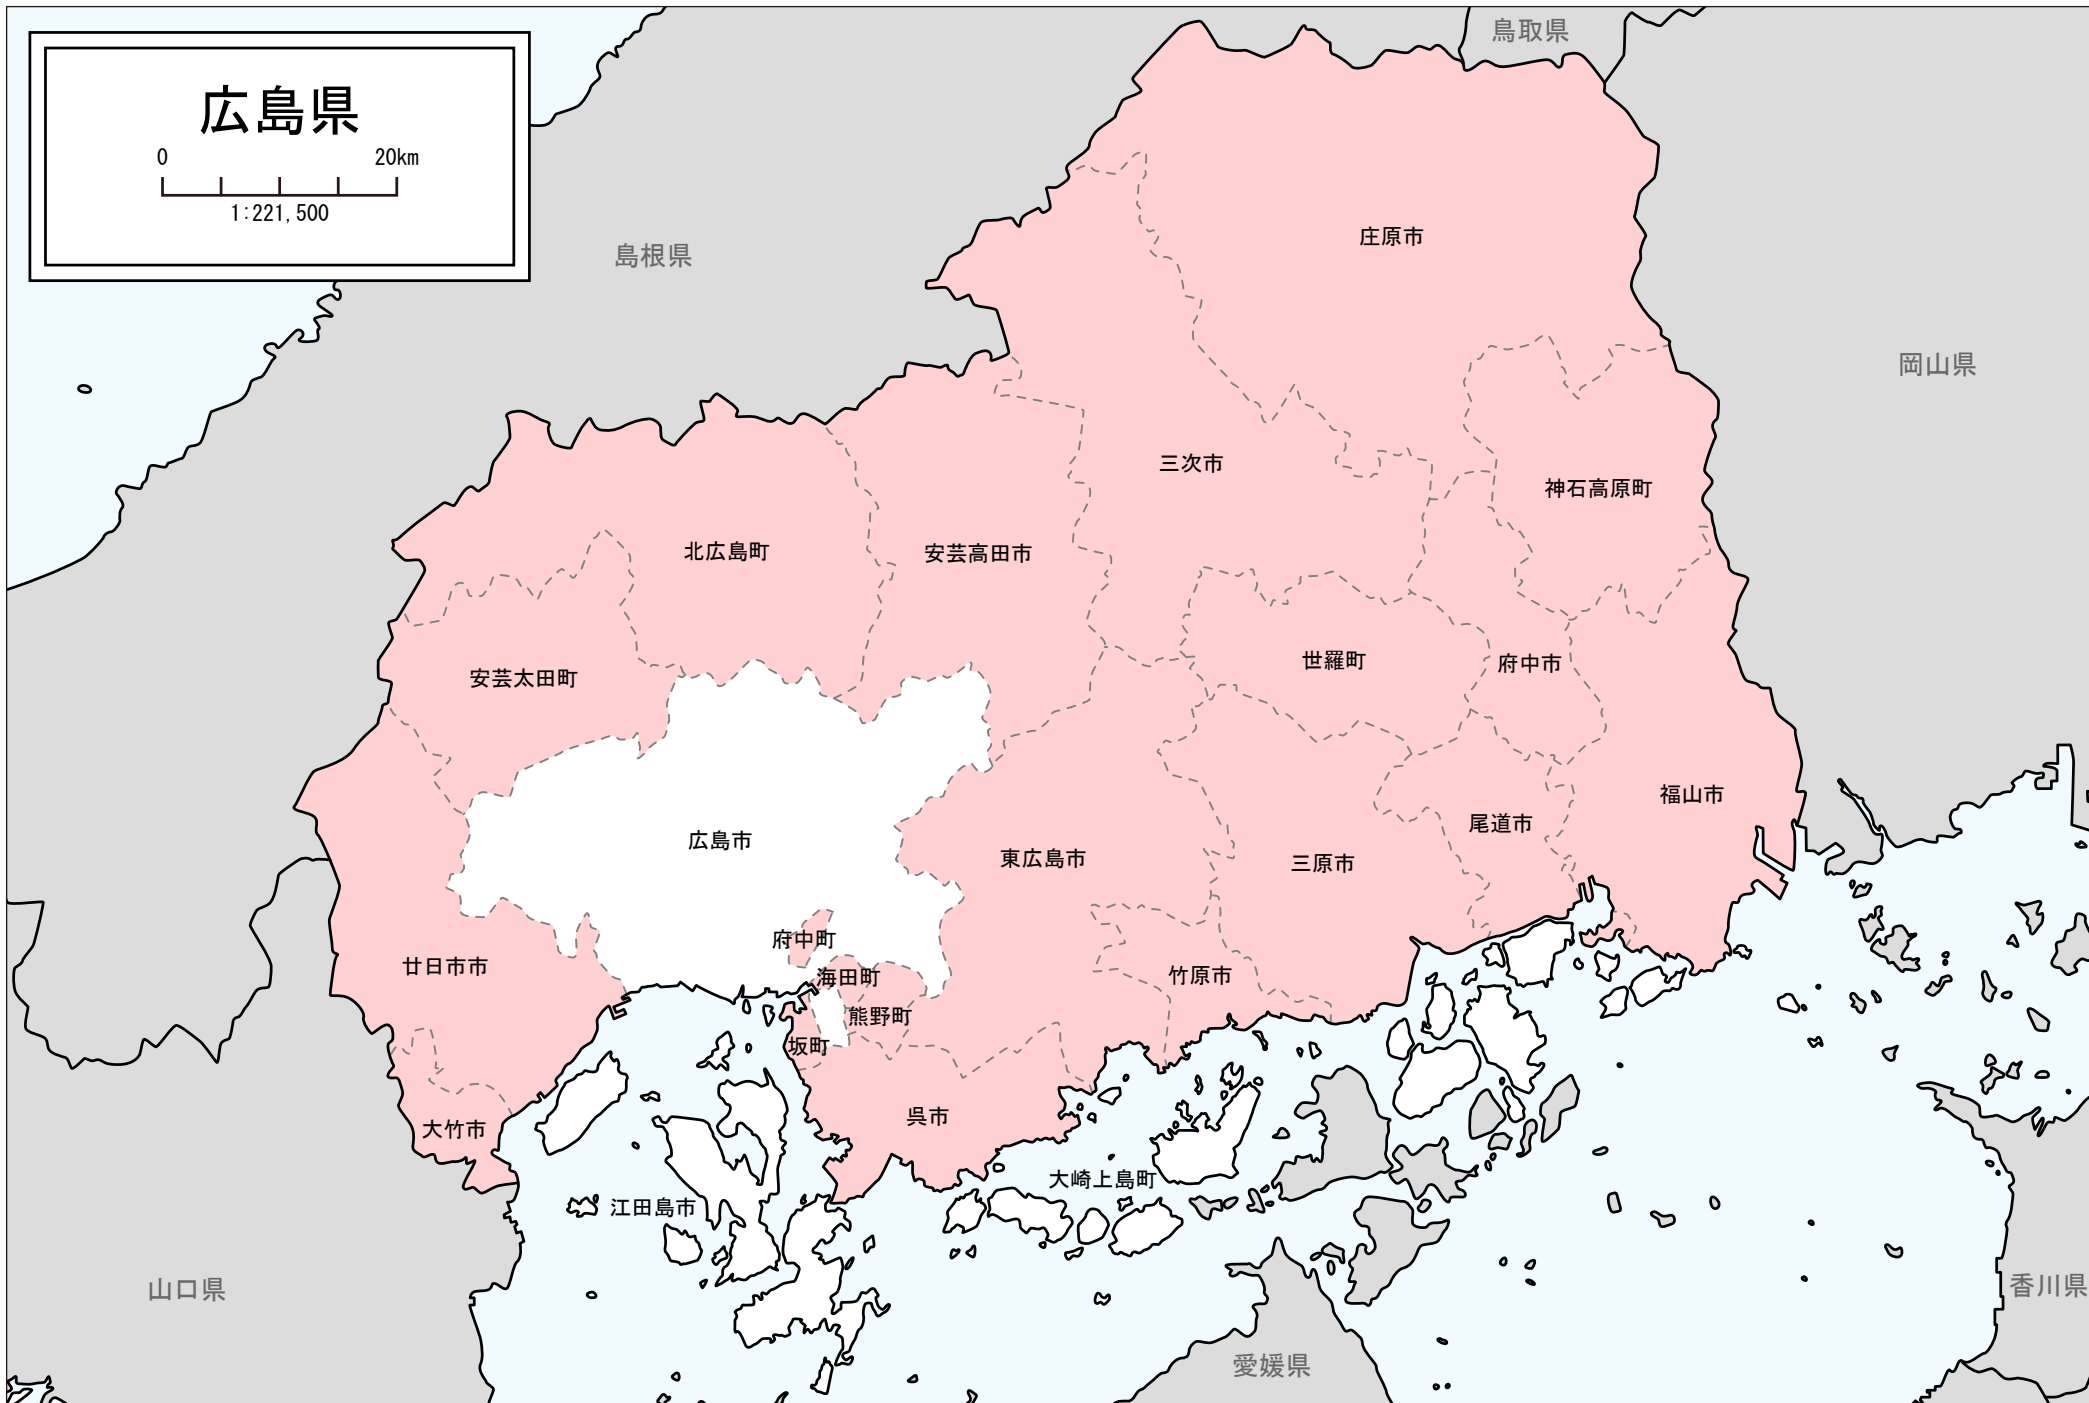 広島県
0 20km
1:221,500
鳥取県
島根県
庄原市
岡山県
三次市
神石高原町
北広島町
安芸高田市
世羅町
府中市
安芸太田町
福山市
広島市
尾道市
東広島市
三原市
府中町
廿日市市
海田町
竹原市
熊野町
坂町
呉市
大竹市
大崎上島町
江田島市
山口県
香川県
愛媛県